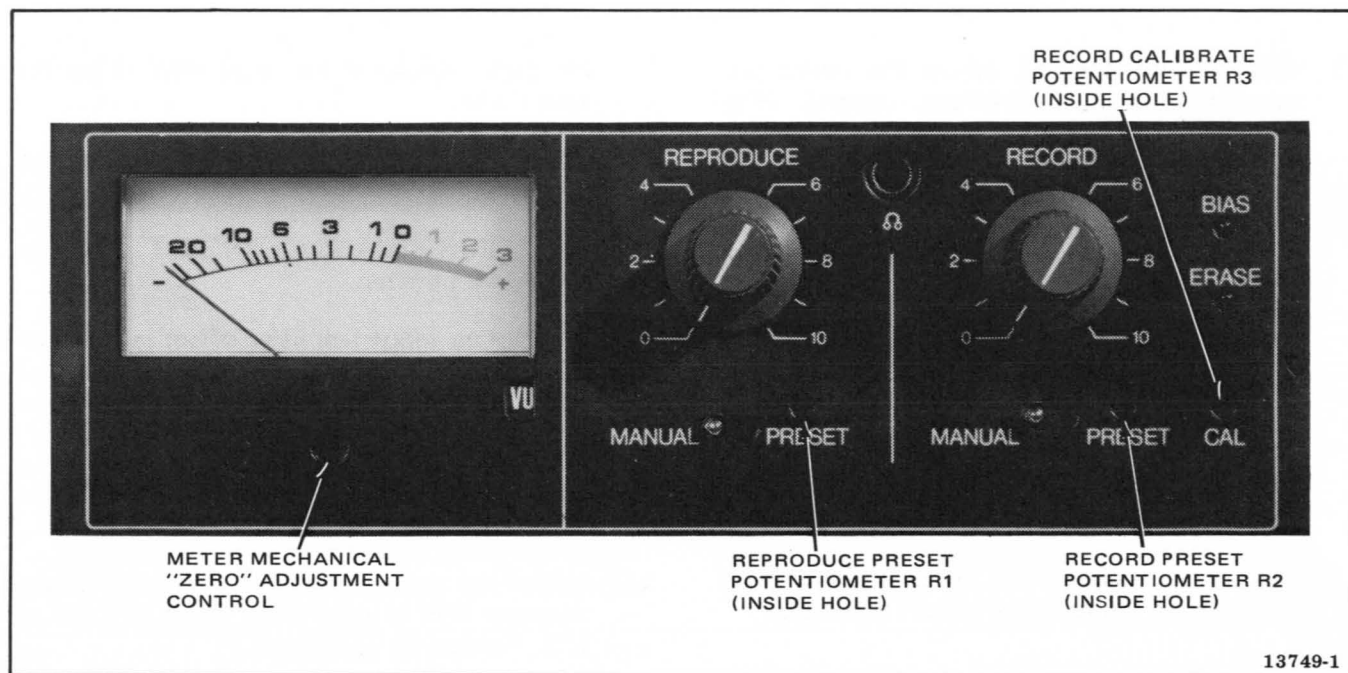 RECORD CALIBRATE
POTENTIOMETER R3
(INSIDE HOLE)
REPRODUCE
RECORD
4
6
4
6
BIAS
20 10 6 3 1 0 1 2 3
- +
2
8
2
8
ERASE
0
10
0
10
VU
MANUAL
PRESET
MANUAL
PRESET
CAL
METER MECHANICAL
"ZERO" ADJUSTMENT
CONTROL
REPRODUCE PRESET
POTENTIOMETER R1
(INSIDE HOLE)
RECORD PRESET
POTENTIOMETER R2
(INSIDE HOLE)
13749-1